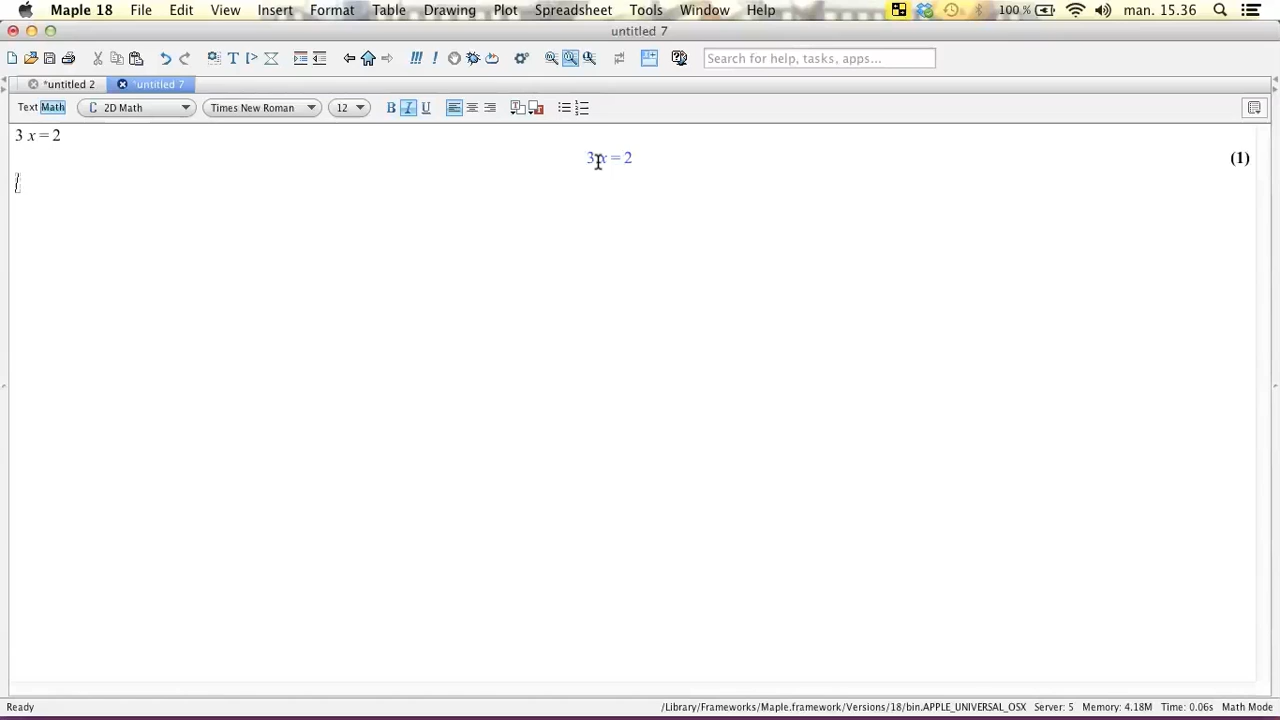 Maple 18 File Edit View Insert Format Table Drawing Plot Spreadsheet Tools Window Help 100 % man. 15.36
untitled 7
Search for help, tasks, apps...
*untitled 2 *untitled 7
Text Math C 2D Math Times New Roman 12 B I U
3 x = 2
3 x = 2 (1)
Ready /Library/Frameworks/Maple.framework/Versions/18/bin.APPLE_UNIVERSAL_OSX Server: 5 Memory: 4.18M Time: 0.06s Math Mode